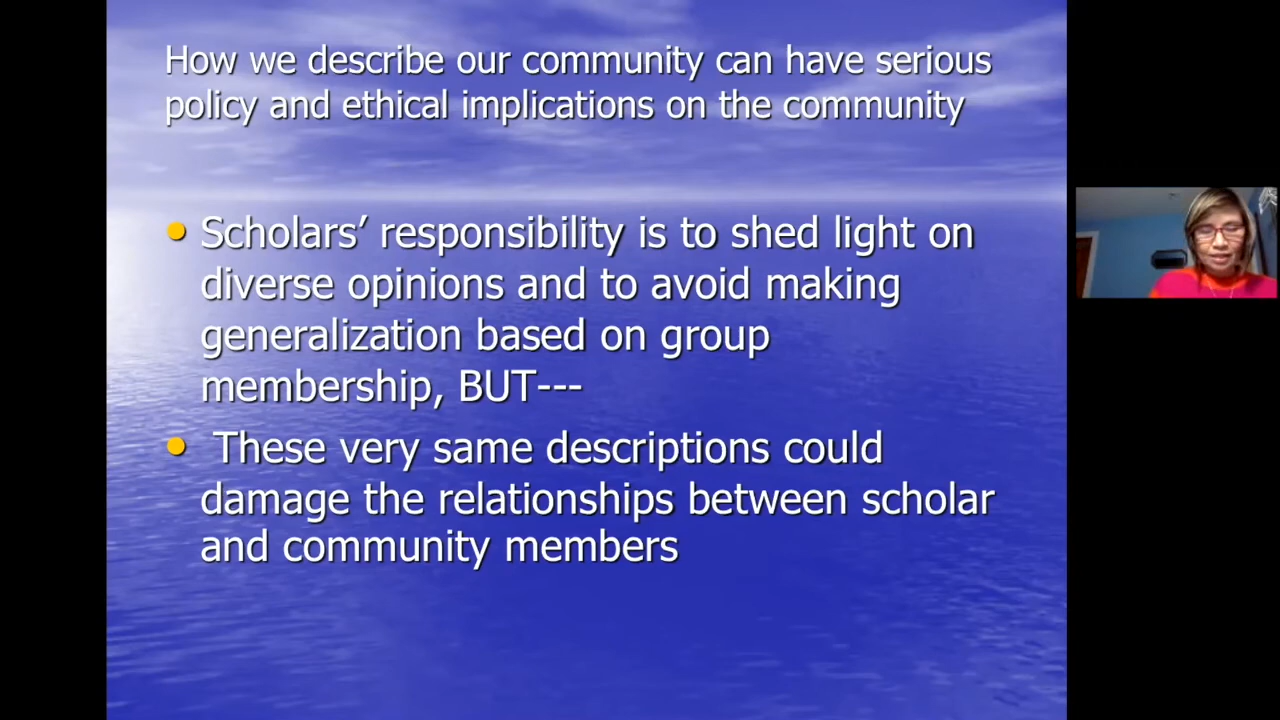 How we describe our community can have serious
policy and ethical implications on the community
• Scholars’ responsibility is to shed light on
diverse opinions and to avoid making
generalization based on group
membership, BUT---
• These very same descriptions could
damage the relationships between scholar
and community members